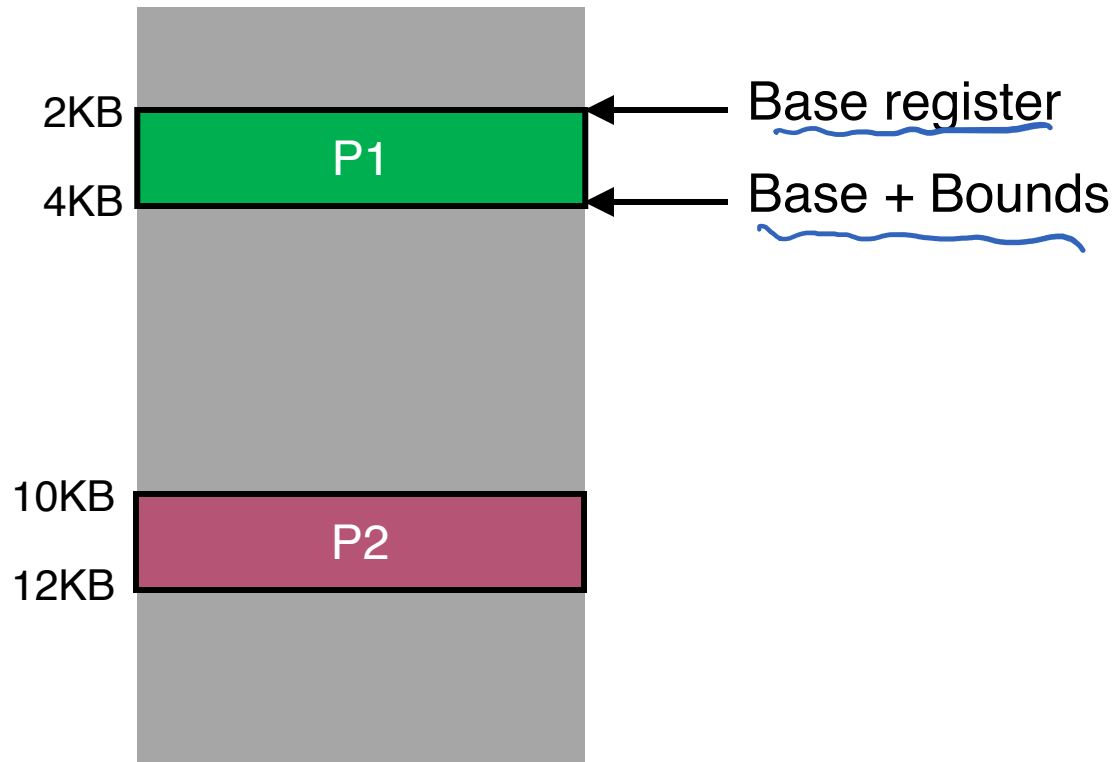 2KB
Base register
P1
4KB
Base + Bounds
10KB
P2
12KB